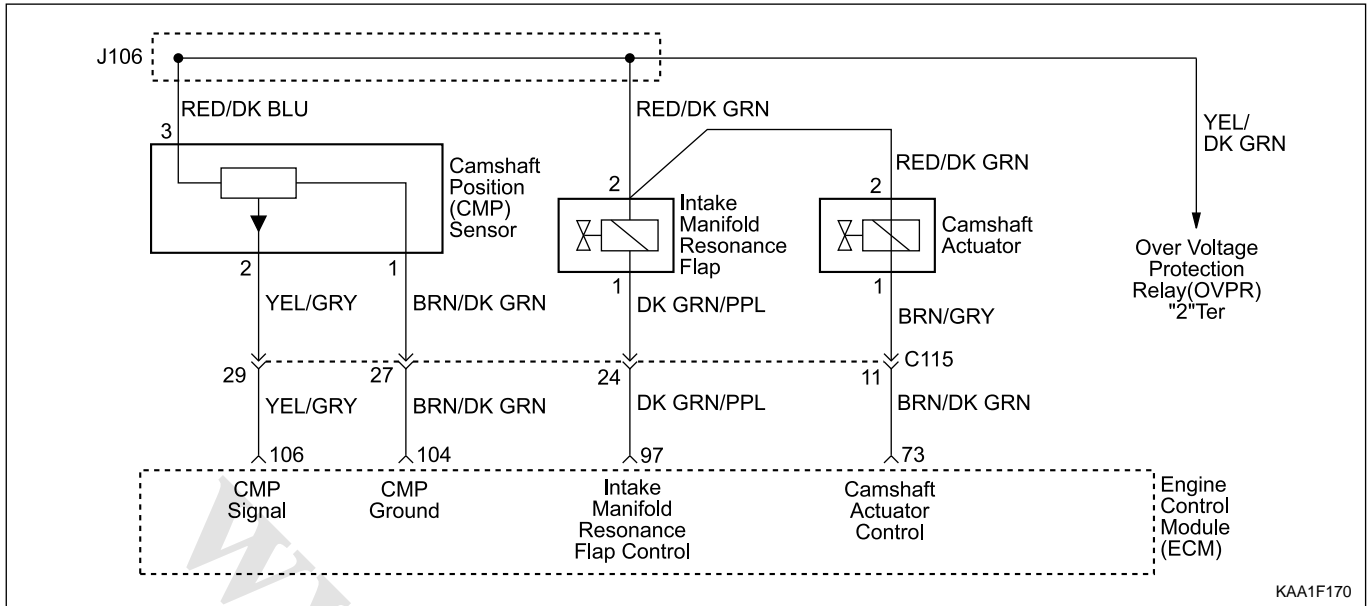 J106
RED/DK BLU
RED/DK GRN
YEL/
DK GRN
3
RED/DK GRN
Camshaft
Position
(CMP)
Sensor
2
Intake
Manifold
Resonance
Flap
2
Camshaft
Actuator
Over Voltage
Protection
Relay(OVPR)
"2"Ter
2
1
1
1
YEL/GRY
BRN/DK GRN
DK GRN/PPL
BRN/GRY
C115
29
27
24
11
YEL/GRY
BRN/DK GRN
DK GRN/PPL
BRN/DK GRN
106
104
97
73
CMP
Signal
CMP
Ground
Intake
Manifold
Resonance
Flap Control
Camshaft
Actuator
Control
Engine
Control
Module
(ECM)
KAA1F170